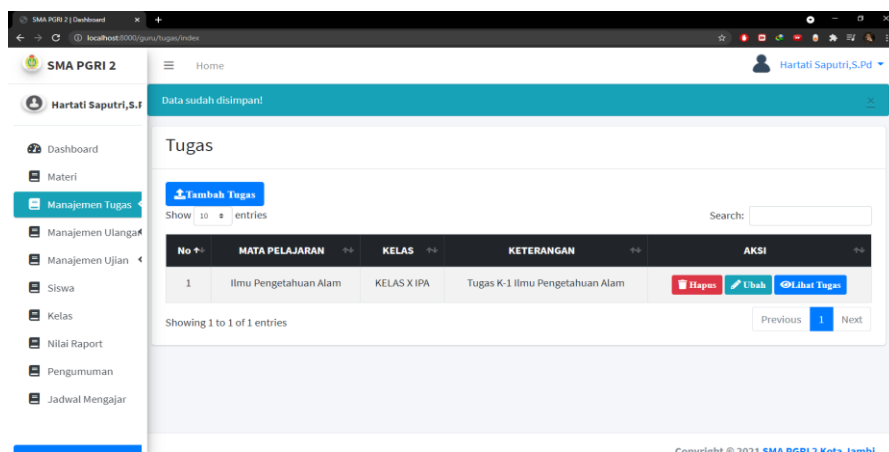 SMA PGRI 2 | Dashboard
localhost:8000/guru/tugas/index
SMA PGRI 2
Home
Hartati Saputri,S.Pd
Hartati Saputri,S.P
Data sudah disimpan!
Dashboard
Materi
Manajemen Tugas
Manajemen Ulangan
Manajemen Ujian
Siswa
Kelas
Nilai Raport
Pengumuman
Jadwal Mengajar
Tugas
Tambah Tugas
Show 10 entries
Search:
No MATA PELAJARAN KELAS KETERANGAN AKSI
1 Ilmu Pengetahuan Alam KELAS X IPA Tugas K-1 Ilmu Pengetahuan Alam Hapus Ubah Lihat Tugas
Showing 1 to 1 of 1 entries
Previous 1 Next
Copyright © 2021 SMA PGRI 2 Kota Jambi